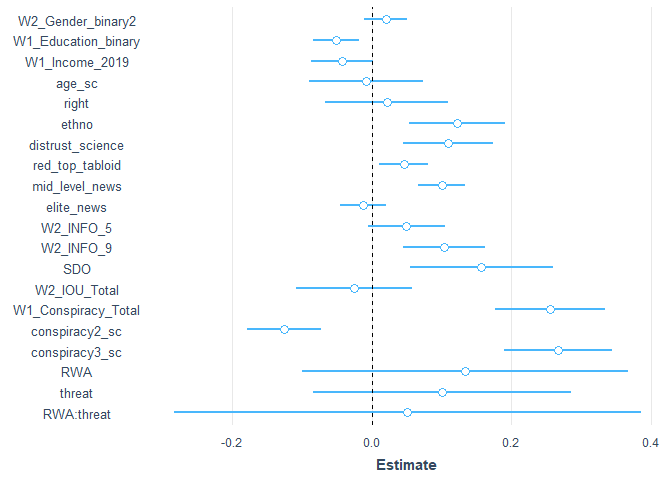 W2_Gender_binary2
W1_Education_binary
W1_Income_2019
age_sc
right
ethno
distrust_science
red_top_tabloid
mid_level_news
elite_news
W2_INFO_5
W2_INFO_9
SDO
W2_IOU_Total
W1_Conspiracy_Total
conspiracy2_sc
conspiracy3_sc
RWA
threat
RWA:threat
-0.2 0.0 0.2 0.4
Estimate